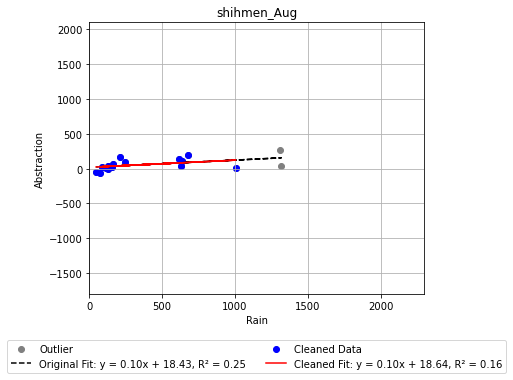 shihmen_Aug
2000
1500
1000
500
0
−500
−1000
−1500
Abstraction
0 500 1000 1500 2000
Rain
Outlier Cleaned Data
Original Fit: y = 0.10x + 18.43, R² = 0.25 Cleaned Fit: y = 0.10x + 18.64, R² = 0.16